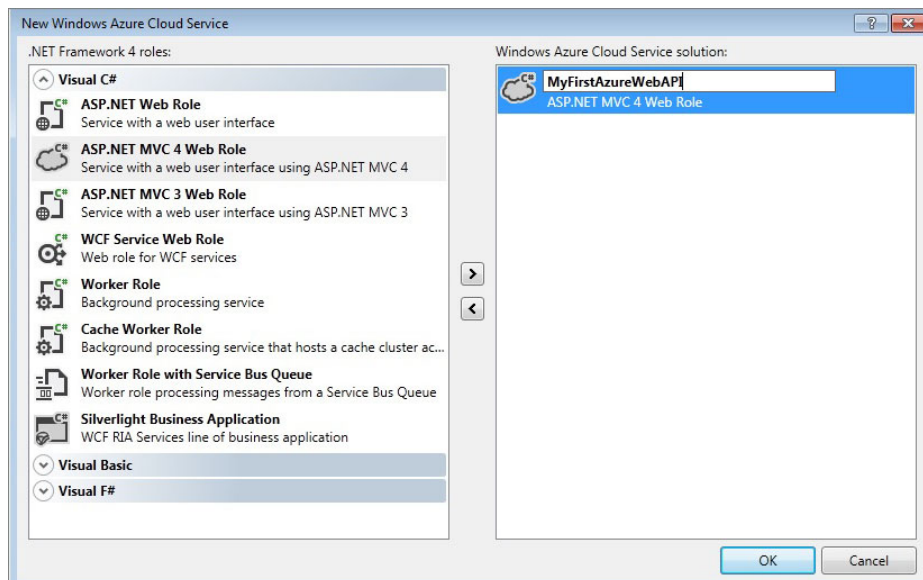 New Windows Azure Cloud Service
.NET Framework 4 roles:
Visual C#
ASP.NET Web Role
Service with a web user interface
ASP.NET MVC 4 Web Role
Service with a web user interface using ASP.NET MVC 4
ASP.NET MVC 3 Web Role
Service with a web user interface using ASP.NET MVC 3
WCF Service Web Role
Web role for WCF services
Worker Role
Background processing service
Cache Worker Role
Background processing service that hosts a cache cluster ac...
Worker Role with Service Bus Queue
Worker role processing messages from a Service Bus Queue
Silverlight Business Application
WCF RIA Services line of business application
Visual Basic
Visual F#
Windows Azure Cloud Service solution:
MyFirstAzureWebAPI
ASP.NET MVC 4 Web Role
OK
Cancel